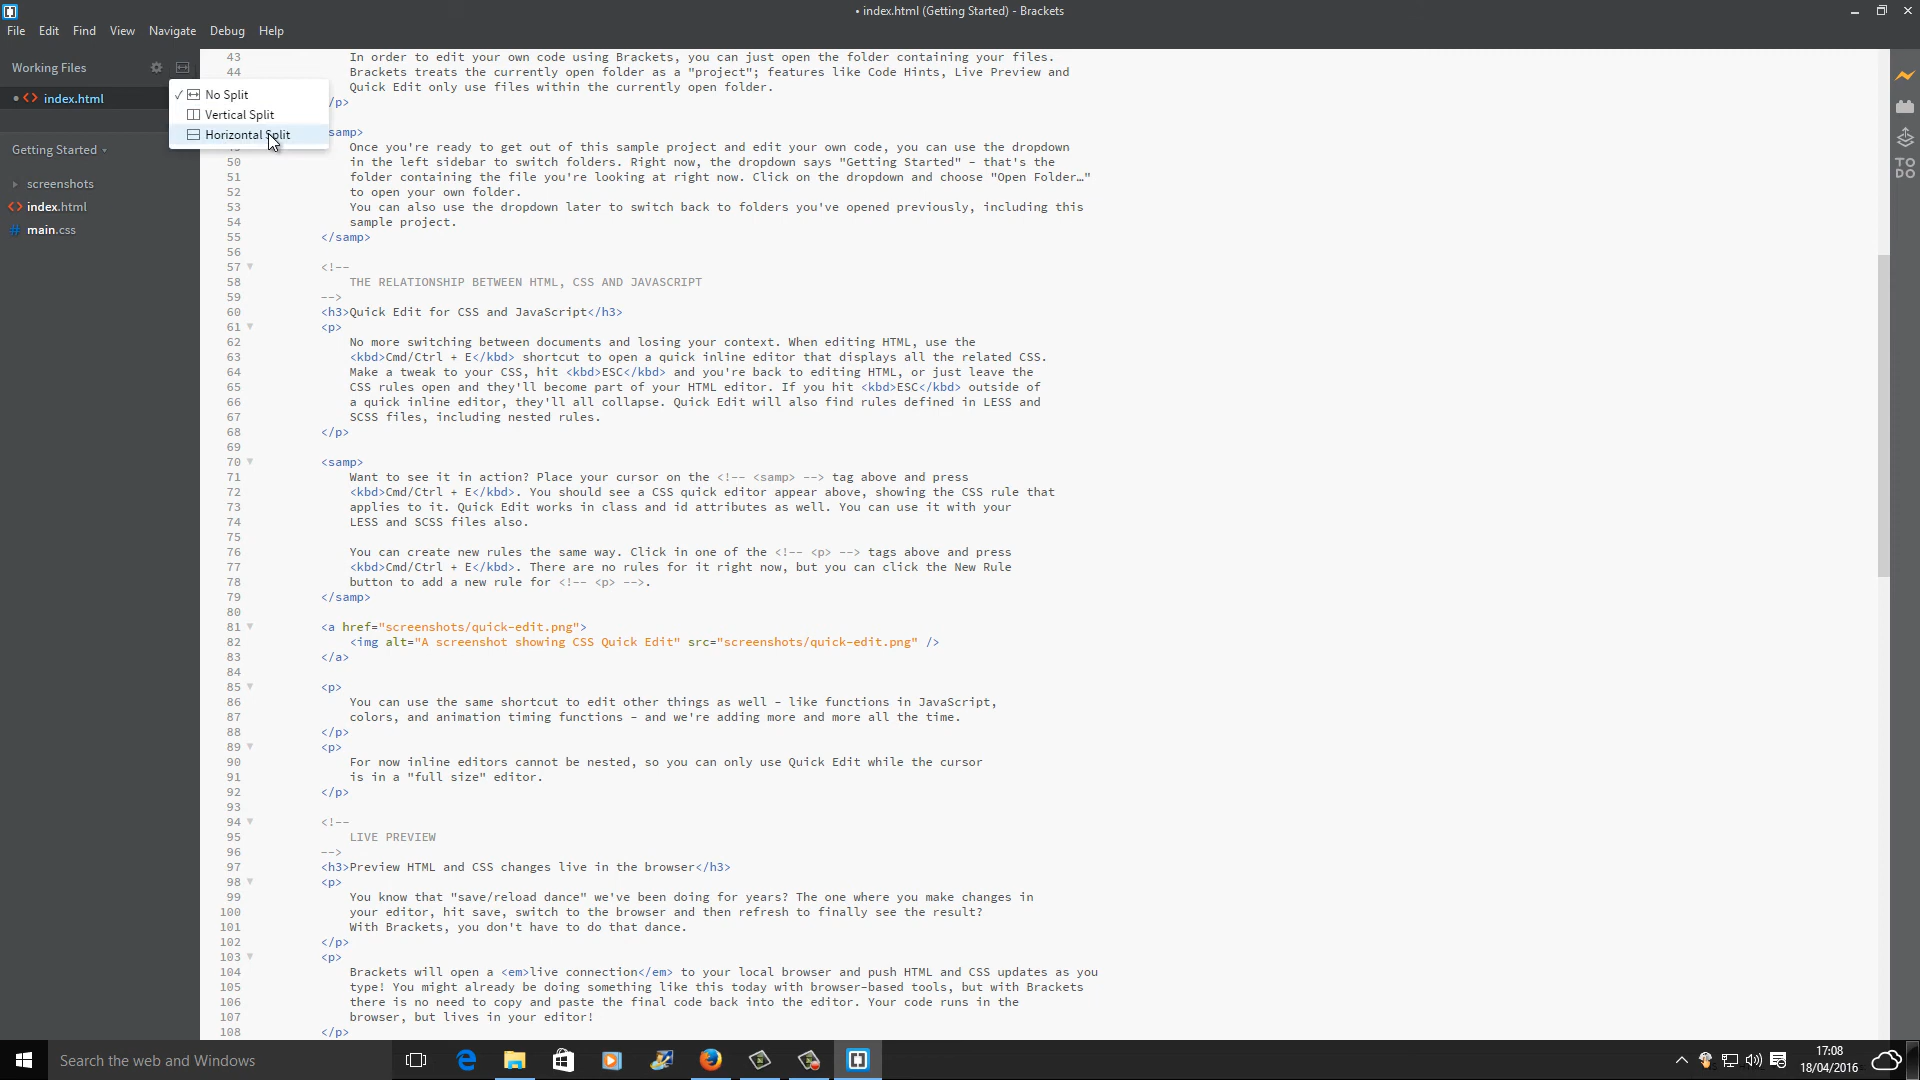 • index.html (Getting Started) - Brackets
File Edit Find View Navigate Debug Help
Working Files
index.html
No Split
Vertical Split
Horizontal Split
Getting Started
screenshots
index.html
main.css
43 In order to edit your own code using Brackets, you can just open the folder containing your files.
44 Brackets treats the currently open folder as a "project"; features like Code Hints, Live Preview and
Quick Edit only use files within the currently open folder.
/p>
samp>
Once you're ready to get out of this sample project and edit your own code, you can use the dropdown
50 in the left sidebar to switch folders. Right now, the dropdown says "Getting Started" – that's the
51 folder containing the file you're looking at right now. Click on the dropdown and choose "Open Folder…"
52 to open your own folder.
53 You can also use the dropdown later to switch back to folders you've opened previously, including this
54 sample project.
55 </samp>
56
57 <!--
58 THE RELATIONSHIP BETWEEN HTML, CSS AND JAVASCRIPT
59 -->
60 <h3>Quick Edit for CSS and JavaScript</h3>
61 <p>
62 No more switching between documents and losing your context. When editing HTML, use the
63 <kbd>Cmd/Ctrl + E</kbd> shortcut to open a quick inline editor that displays all the related CSS.
64 Make a tweak to your CSS, hit <kbd>ESC</kbd> and you're back to editing HTML, or just leave the
65 CSS rules open and they'll become part of your HTML editor. If you hit <kbd>ESC</kbd> outside of
66 a quick inline editor, they'll all collapse. Quick Edit will also find rules defined in LESS and
67 SCSS files, including nested rules.
68 </p>
69
70 <samp>
71 Want to see it in action? Place your cursor on the <!-- <samp> --> tag above and press
72 <kbd>Cmd/Ctrl + E</kbd>. You should see a CSS quick editor appear above, showing the CSS rule that
73 applies to it. Quick Edit works in class and id attributes as well. You can use it with your
74 LESS and SCSS files also.
75
76 You can create new rules the same way. Click in one of the <!-- <p> --> tags above and press
77 <kbd>Cmd/Ctrl + E</kbd>. There are no rules for it right now, but you can click the New Rule
78 button to add a new rule for <!-- <p> -->.
79 </samp>
80
81 <a href="screenshots/quick-edit.png">
82 <img alt="A screenshot showing CSS Quick Edit" src="screenshots/quick-edit.png" />
83 </a>
84
85 <p>
86 You can use the same shortcut to edit other things as well – like functions in JavaScript,
87 colors, and animation timing functions – and we're adding more and more all the time.
88 </p>
89 <p>
90 For now inline editors cannot be nested, so you can only use Quick Edit while the cursor
91 is in a "full size" editor.
92 </p>
93
94 <!--
95 LIVE PREVIEW
96 -->
97 <h3>Preview HTML and CSS changes live in the browser</h3>
98 <p>
99 You know that "save/reload dance" we've been doing for years? The one where you make changes in
100 your editor, hit save, switch to the browser and then refresh to finally see the result?
101 With Brackets, you don't have to do that dance.
102 </p>
103 <p>
104 Brackets will open a <em>live connection</em> to your local browser and push HTML and CSS updates as you
105 type! You might already be doing something like this today with browser-based tools, but with Brackets
106 there is no need to copy and paste the final code back into the editor. Your code runs in the
107 browser, but lives in your editor!
108 </p>
TO
DO
Search the web and Windows
17:08
18/04/2016